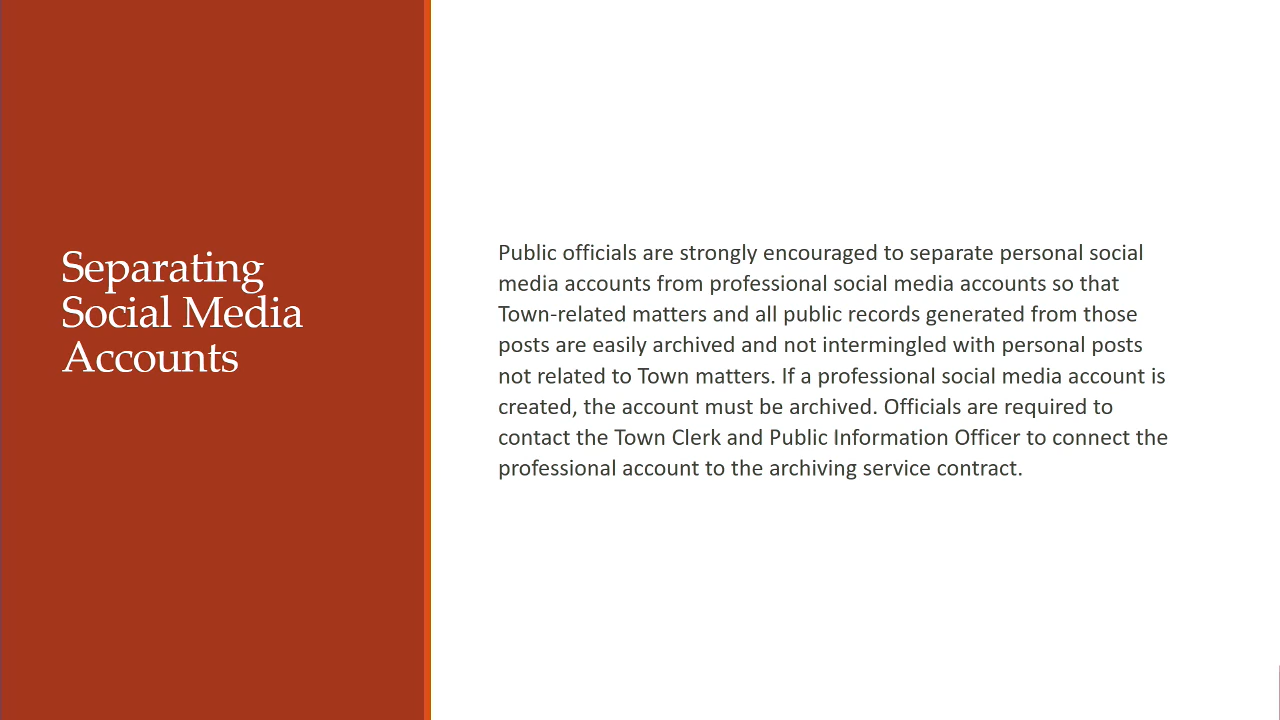 Separating
Social Media
Accounts
Public officials are strongly encouraged to separate personal social
media accounts from professional social media accounts so that
Town-related matters and all public records generated from those
posts are easily archived and not intermingled with personal posts
not related to Town matters. If a professional social media account is
created, the account must be archived. Officials are required to
contact the Town Clerk and Public Information Officer to connect the
professional account to the archiving service contract.